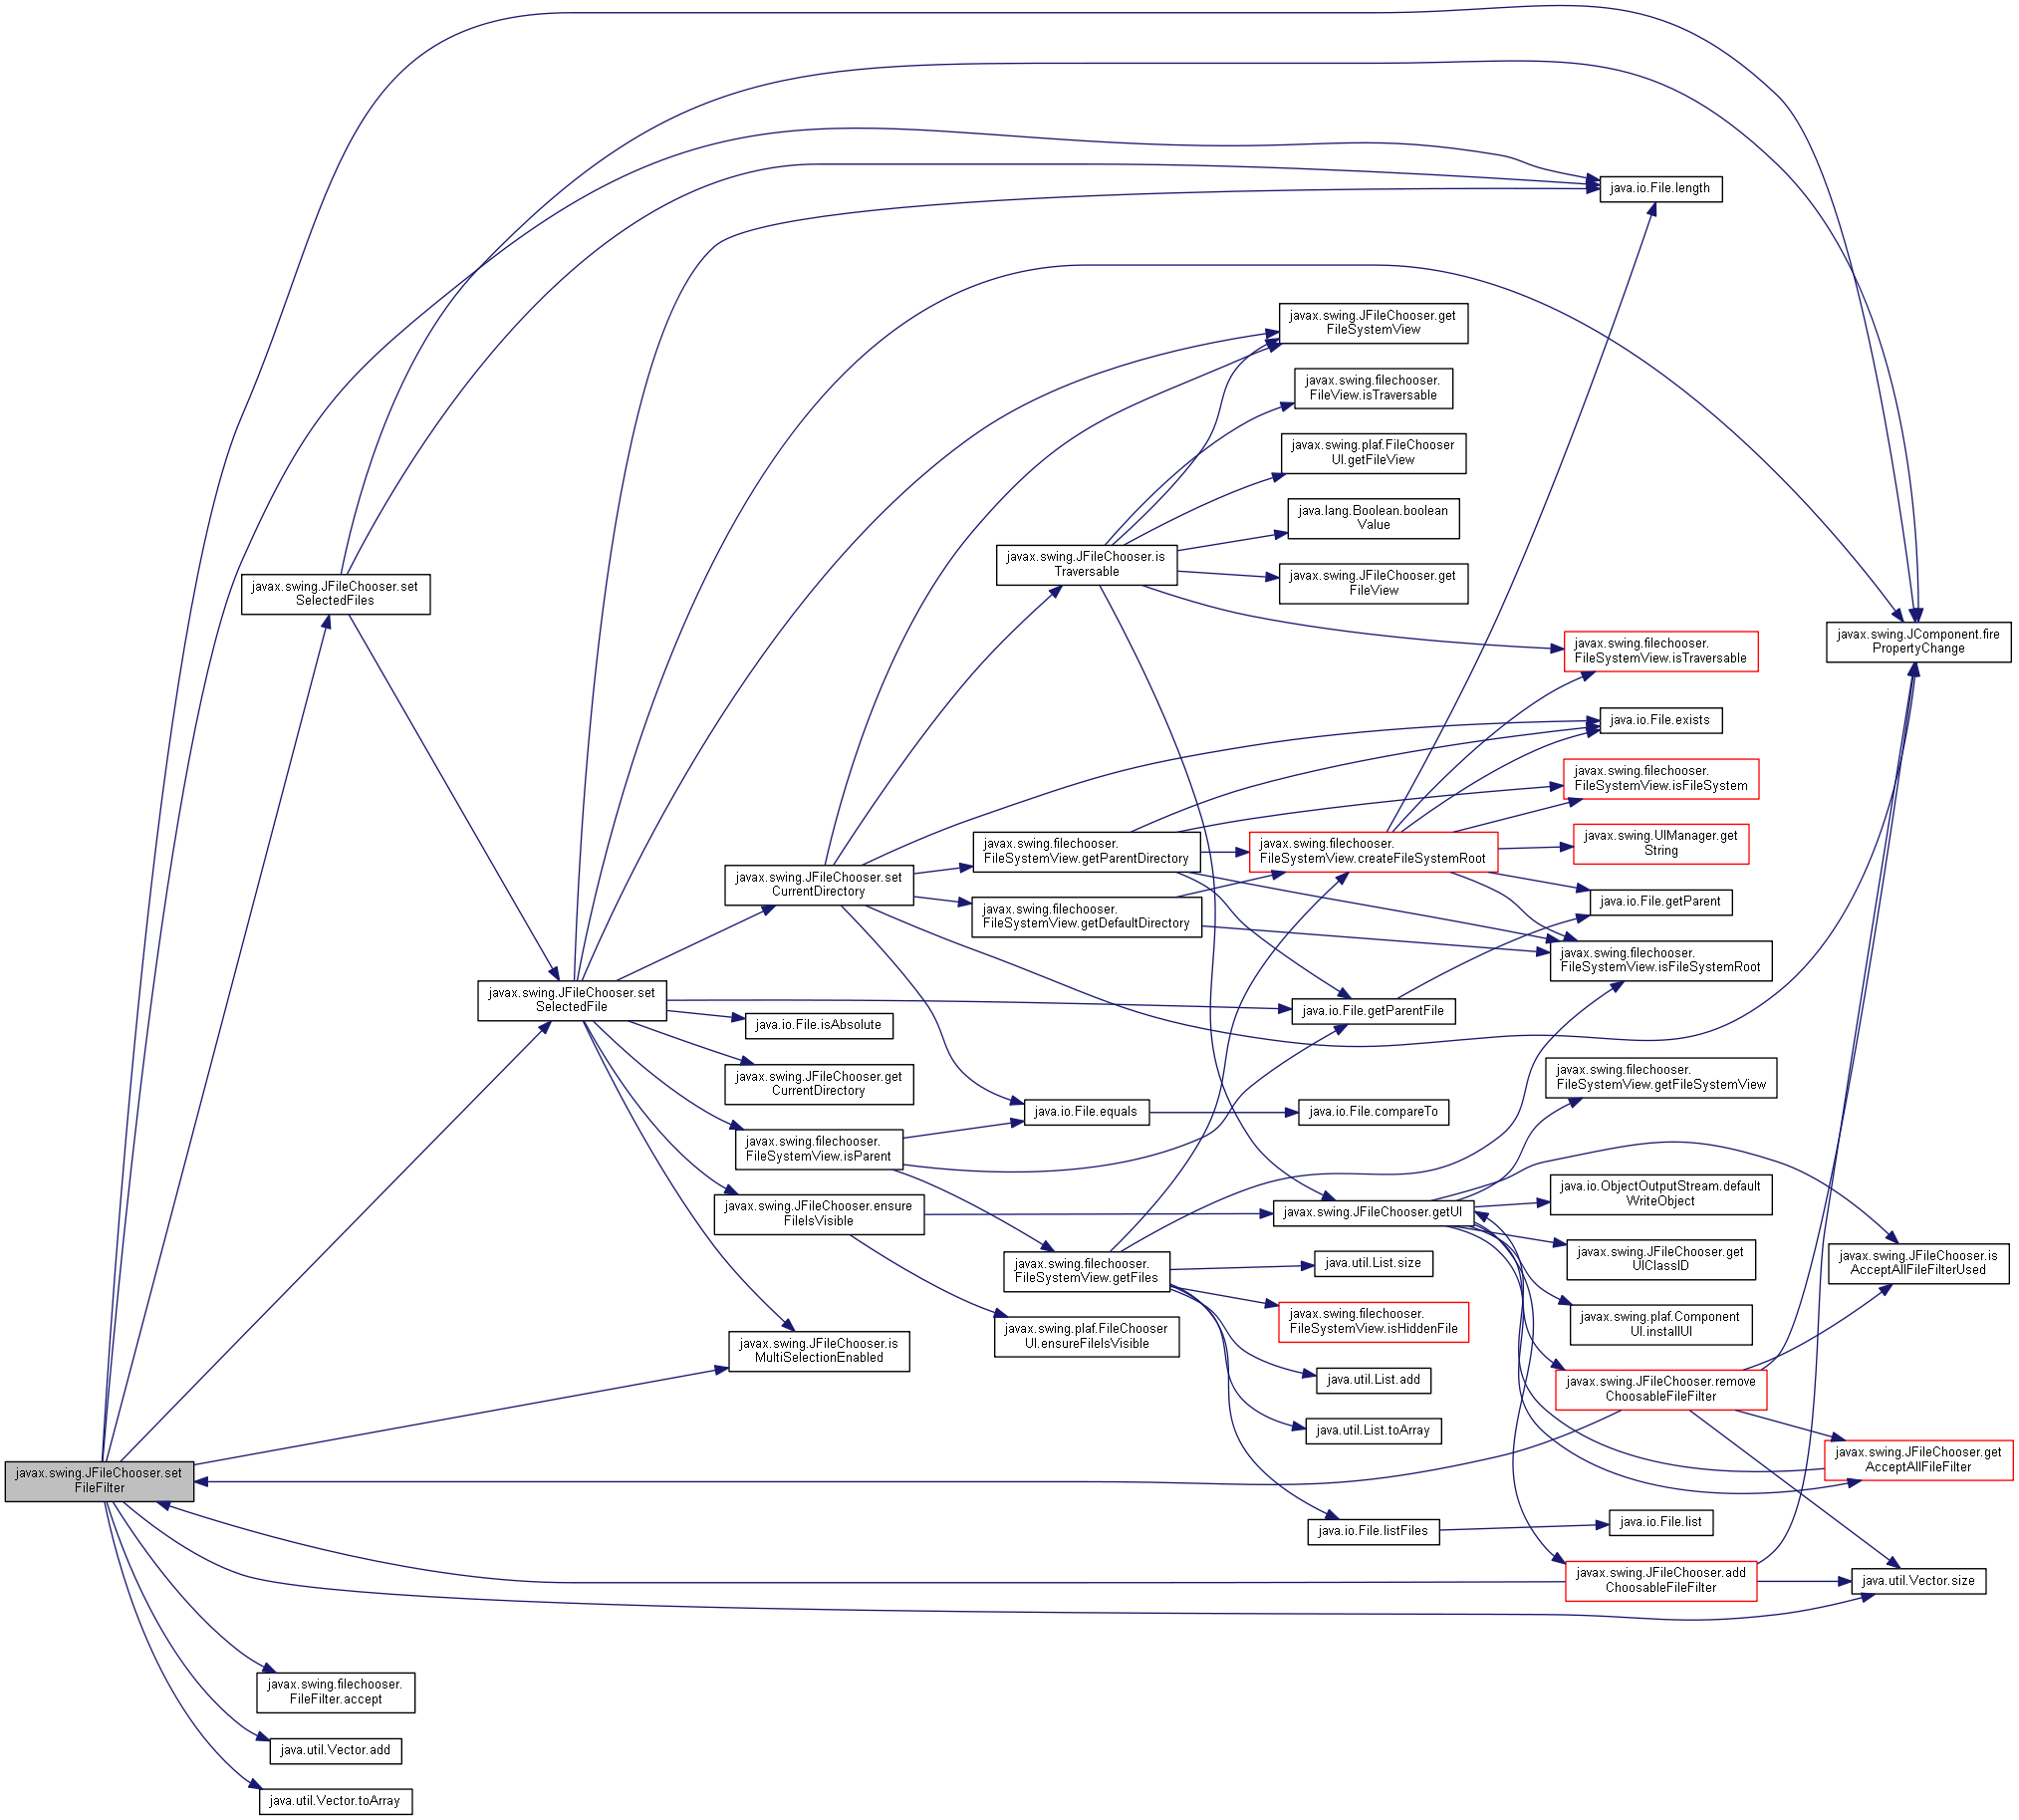 java.io.File.length
javax.swing.JFileChooser.get
FileSystemView
javax.swing.filechooser.
FileView.isTraversable
javax.swing.plaf.FileChooser
UI.getFileView
java.lang.Boolean.boolean
Value
javax.swing.JFileChooser.is
Traversable
javax.swing.JFileChooser.get
FileView
javax.swing.JFileChooser.set
SelectedFiles
javax.swing.filechooser.
FileSystemView.isTraversable
javax.swing.JComponent.fire
PropertyChange
java.io.File.exists
javax.swing.filechooser.
FileSystemView.isFileSystem
javax.swing.UIManager.get
String
javax.swing.filechooser.
FileSystemView.getParentDirectory
javax.swing.filechooser.
FileSystemView.createFileSystemRoot
javax.swing.JFileChooser.set
CurrentDirectory
java.io.File.getParent
javax.swing.filechooser.
FileSystemView.getDefaultDirectory
javax.swing.filechooser.
FileSystemView.isFileSystemRoot
javax.swing.JFileChooser.set
SelectedFile
java.io.File.getParentFile
java.io.File.isAbsolute
javax.swing.JFileChooser.get
CurrentDirectory
javax.swing.filechooser.
FileSystemView.getFileSystemView
java.io.File.equals
java.io.File.compareTo
javax.swing.filechooser.
FileSystemView.isParent
java.io.ObjectOutputStream.default
WriteObject
javax.swing.JFileChooser.ensure
FileIsVisible
javax.swing.JFileChooser.getUI
javax.swing.JFileChooser.get
UIClassID
javax.swing.JFileChooser.is
AcceptAllFileFilterUsed
javax.swing.filechooser.
FileSystemView.getFiles
java.util.List.size
javax.swing.filechooser.
FileSystemView.isHiddenFile
javax.swing.plaf.Component
UI.installUI
javax.swing.plaf.FileChooser
UI.ensureFileIsVisible
javax.swing.JFileChooser.is
MultiSelectionEnabled
java.util.List.add
javax.swing.JFileChooser.remove
ChoosableFileFilter
java.util.List.toArray
javax.swing.JFileChooser.get
AcceptAllFileFilter
javax.swing.JFileChooser.set
FileFilter
java.io.File.listFiles
java.io.File.list
javax.swing.JFileChooser.add
ChoosableFileFilter
java.util.Vector.size
javax.swing.filechooser.
FileFilter.accept
java.util.Vector.add
java.util.Vector.toArray